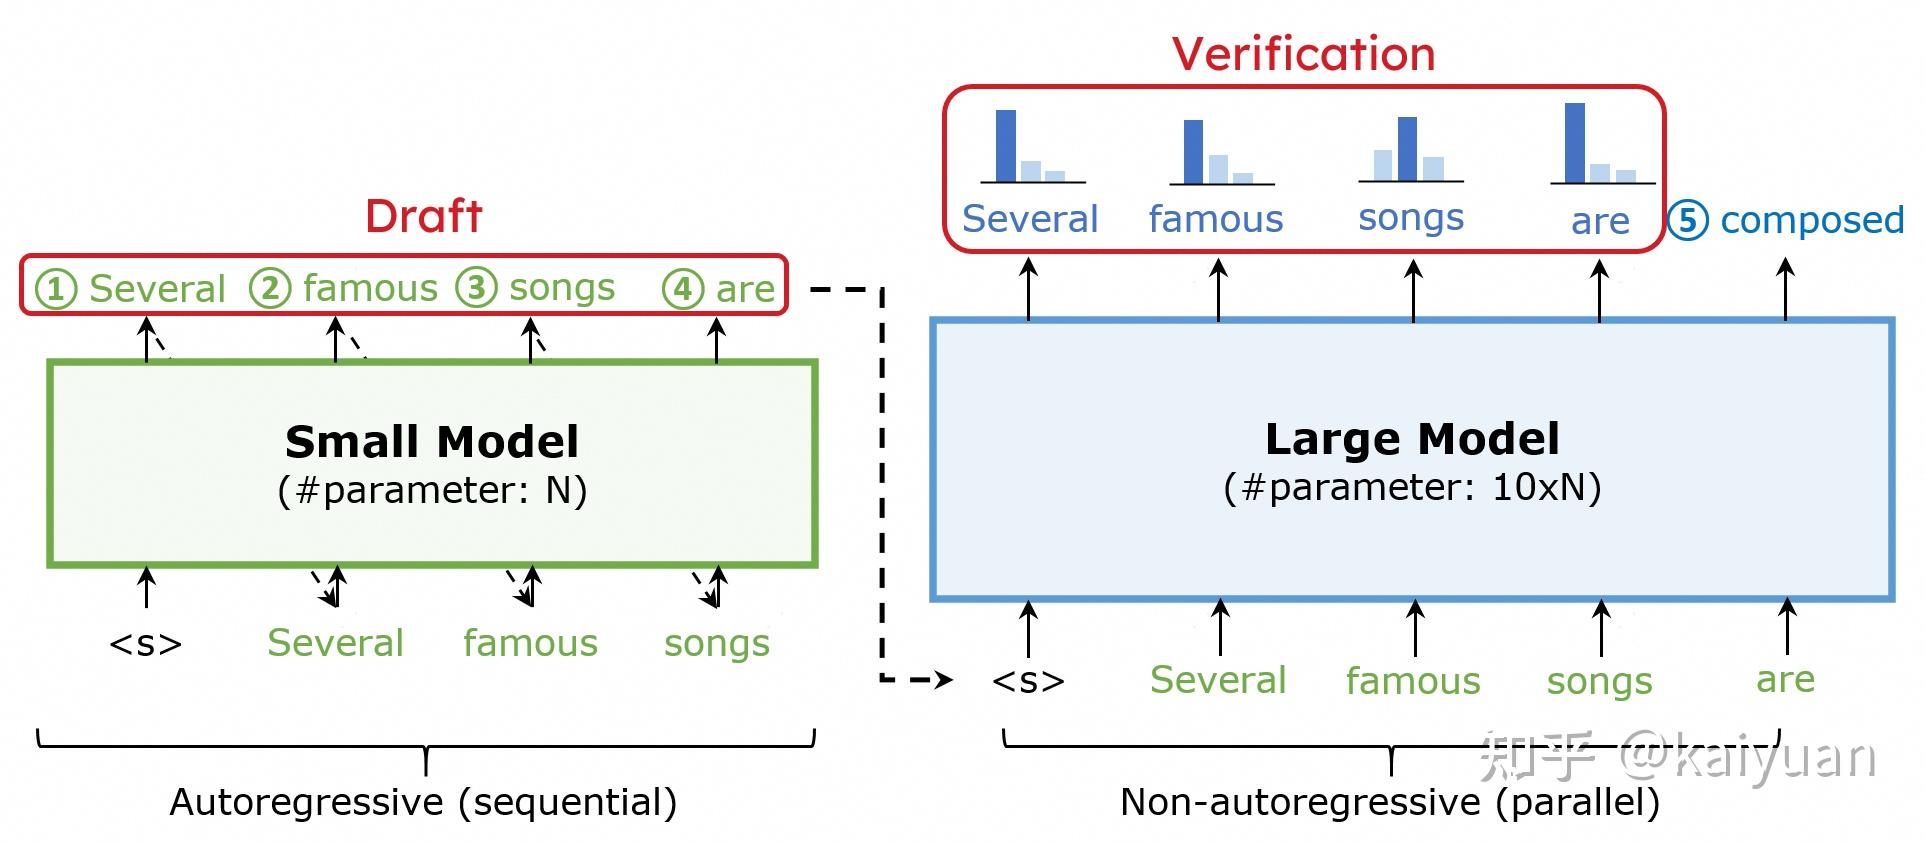 Draft
① Several ② famous ③ songs ④ are
Small Model
(#parameter: N)
<s> Several famous songs
Autoregressive (sequential)
Verification
Several famous songs are ⑤ composed
Large Model
(#parameter: 10xN)
<s> Several famous songs are
Non-autoregressive (parallel)
知乎 @kaiyuan